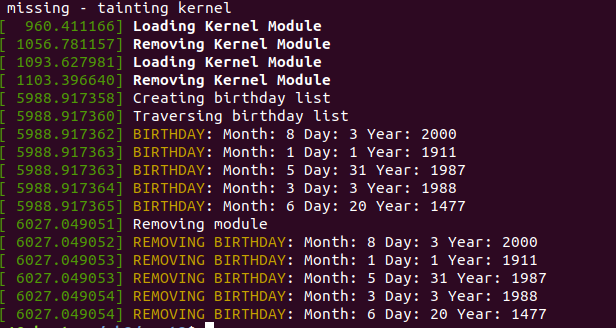 missing - tainting kernel
[  960.411166] Loading Kernel Module
[ 1056.781157] Removing Kernel Module
[ 1093.627981] Loading Kernel Module
[ 1103.396640] Removing Kernel Module
[ 5988.917358] Creating birthday list
[ 5988.917360] Traversing birthday list
[ 5988.917362] BIRTHDAY: Month: 8 Day: 3 Year: 2000
[ 5988.917363] BIRTHDAY: Month: 1 Day: 1 Year: 1911
[ 5988.917363] BIRTHDAY: Month: 5 Day: 31 Year: 1987
[ 5988.917364] BIRTHDAY: Month: 3 Day: 3 Year: 1988
[ 5988.917365] BIRTHDAY: Month: 6 Day: 20 Year: 1477
[ 6027.049051] Removing module
[ 6027.049052] REMOVING BIRTHDAY: Month: 8 Day: 3 Year: 2000
[ 6027.049053] REMOVING BIRTHDAY: Month: 1 Day: 1 Year: 1911
[ 6027.049053] REMOVING BIRTHDAY: Month: 5 Day: 31 Year: 1987
[ 6027.049054] REMOVING BIRTHDAY: Month: 3 Day: 3 Year: 1988
[ 6027.049054] REMOVING BIRTHDAY: Month: 6 Day: 20 Year: 1477